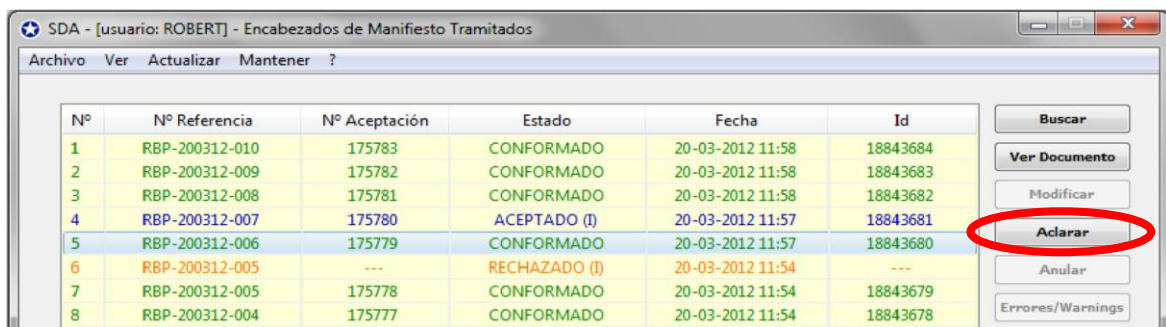 SDA - [usuario: ROBERT] - Encabezados de Manifiesto Tramitados
Archivo Ver Actualizar Mantener ?
Nº Nº Referencia Nº Aceptación Estado Fecha Id
1 RBP-200312-010 175783 CONFORMADO 20-03-2012 11:58 18843684
2 RBP-200312-009 175782 CONFORMADO 20-03-2012 11:58 18843683
3 RBP-200312-008 175781 CONFORMADO 20-03-2012 11:58 18843682
4 RBP-200312-007 175780 ACEPTADO (I) 20-03-2012 11:57 18843681
5 RBP-200312-006 175779 CONFORMADO 20-03-2012 11:57 18843680
6 RBP-200312-005 --- RECHAZADO (I) 20-03-2012 11:54 ---
7 RBP-200312-005 175778 CONFORMADO 20-03-2012 11:54 18843679
8 RBP-200312-004 175777 CONFORMADO 20-03-2012 11:54 18843678
Buscar
Ver Documento
Modificar
Aclarar
Anular
Errores/Warnings